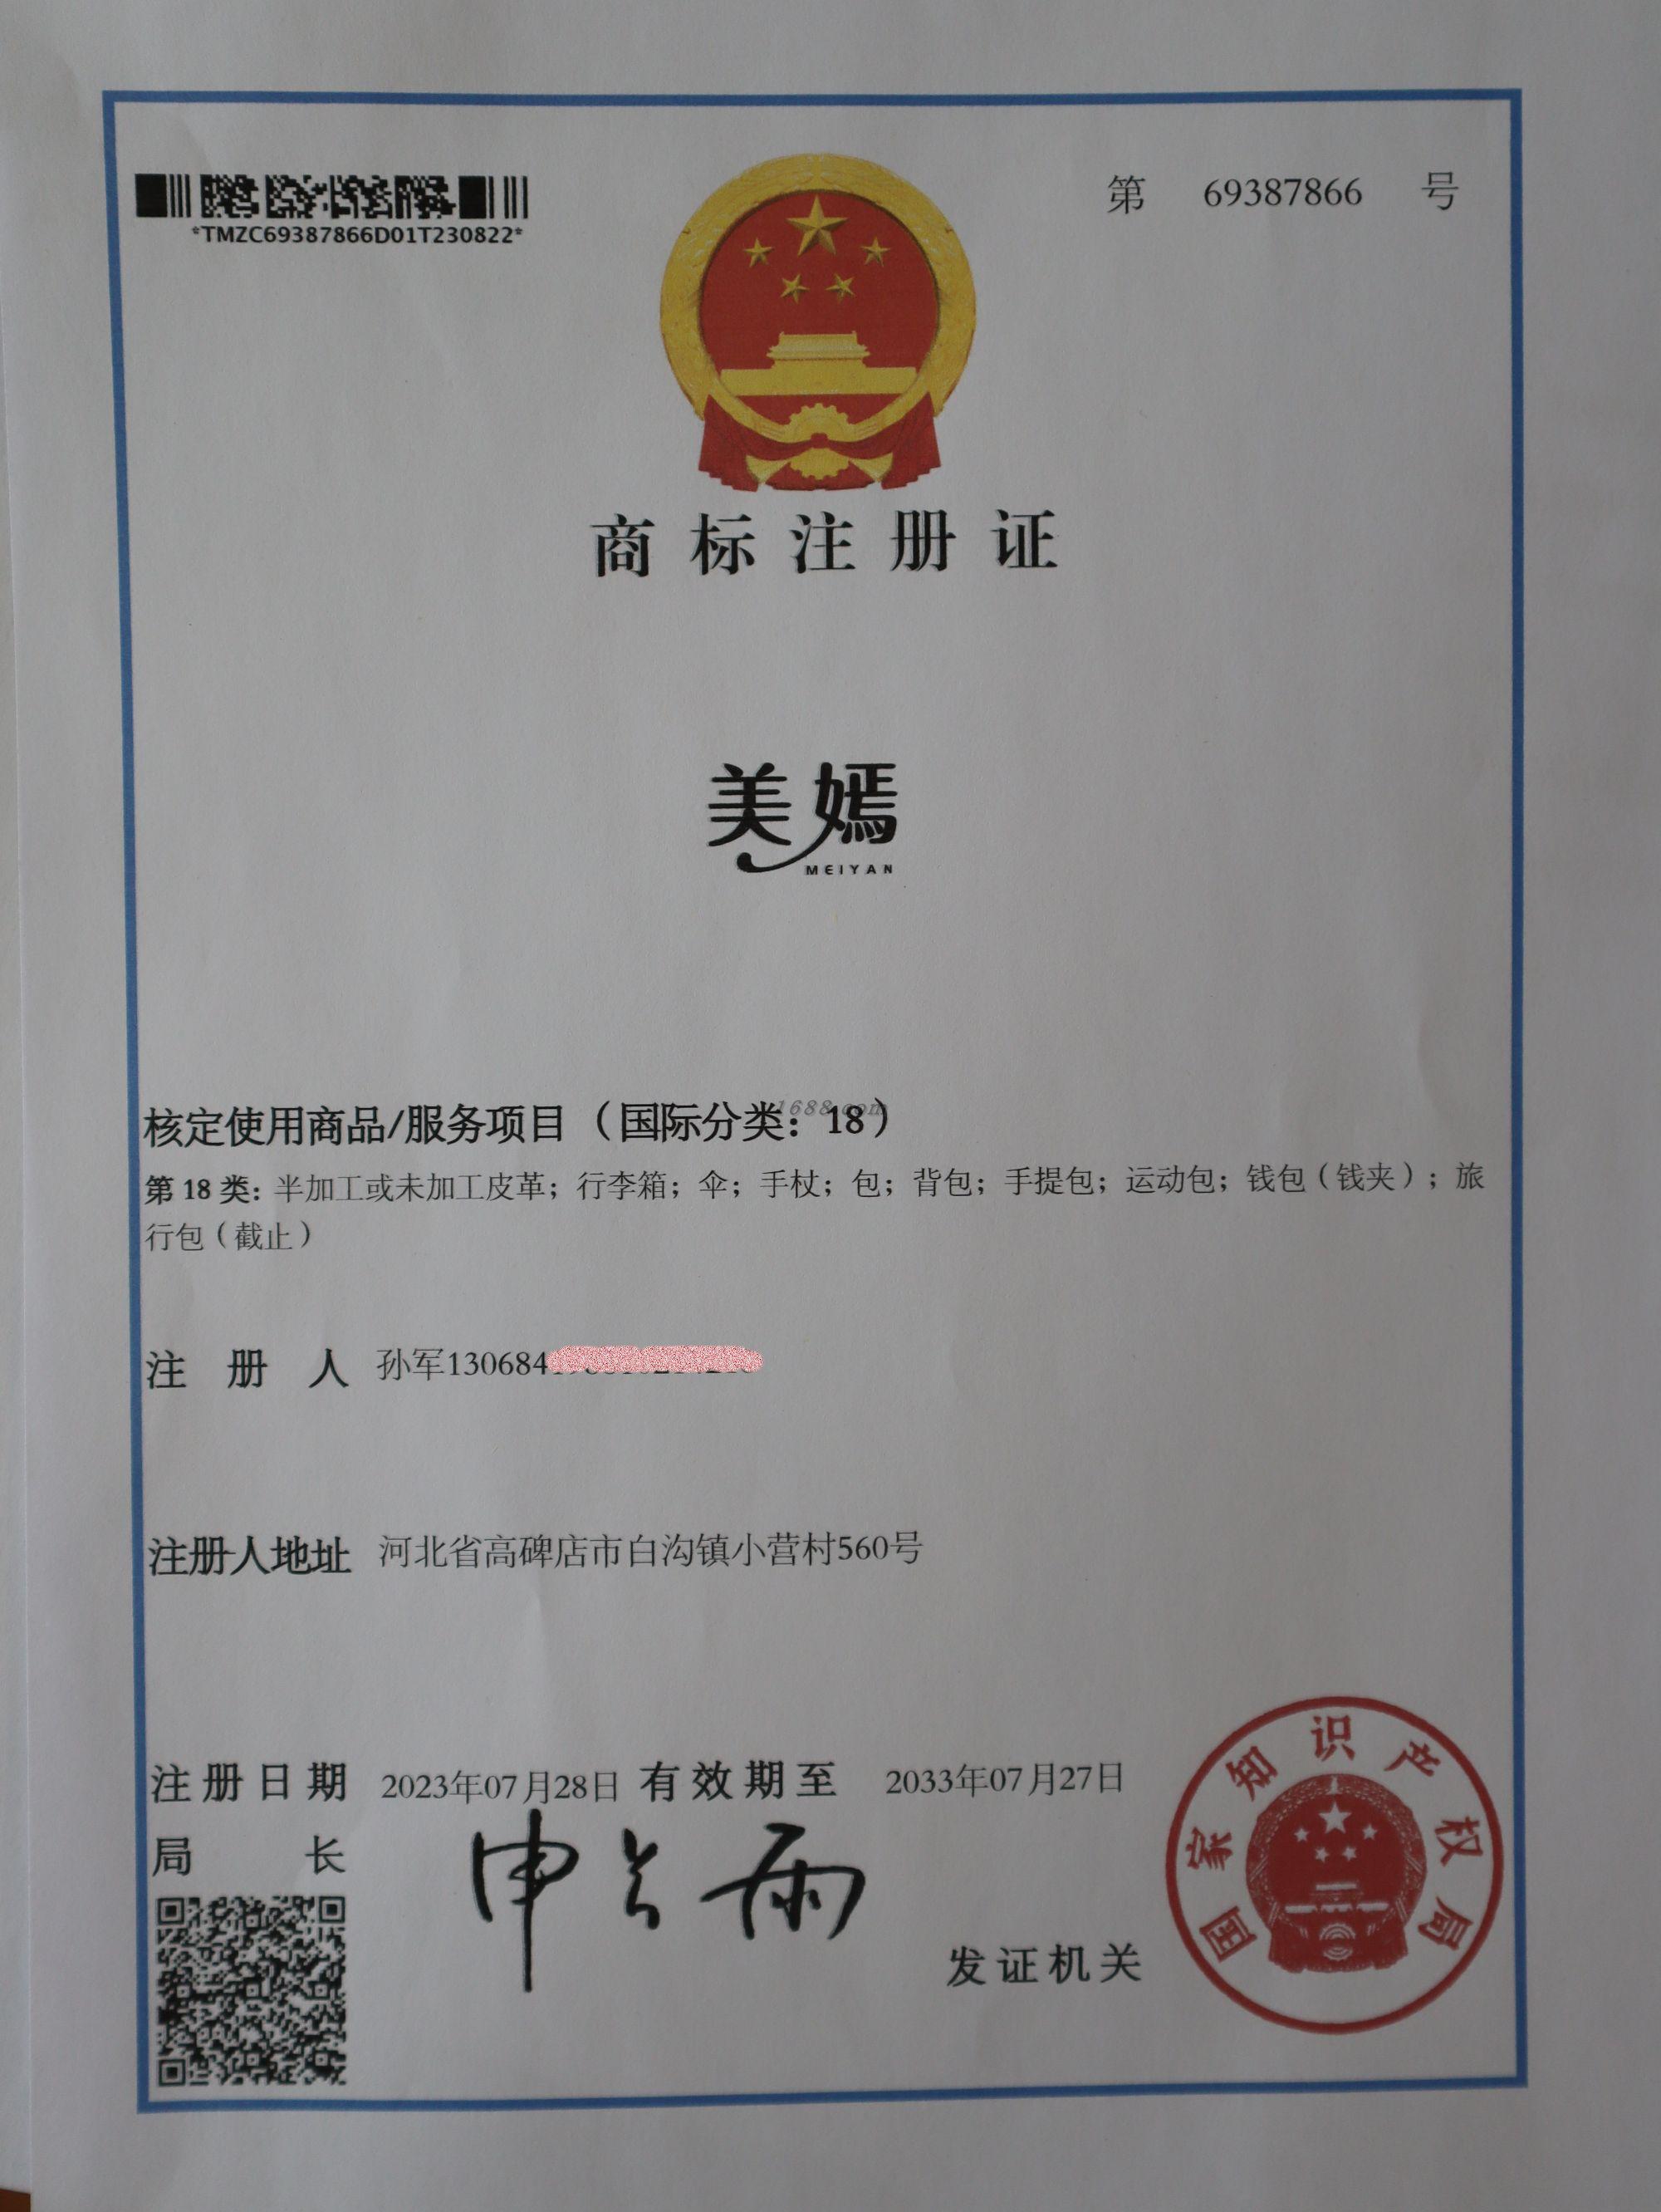 *TMZC69387866D01T230822*
第 69387866 号
商标注册证
美嫣
MEIYAN
1688.com
核定使用商品/服务项目（国际分类：18）
第 18 类：半加工或未加工皮革；行李箱；伞；手杖；包；背包；手提包；运动包；钱包（钱夹）；旅
行包（截止）
注 册 人 孙军130684
注册人地址 河北省高碑店市白沟镇小营村560号
注册日期 2023年07月28日 有效期至 2033年07月27日
局 长 申长雨
发证机关
国家知识产权局